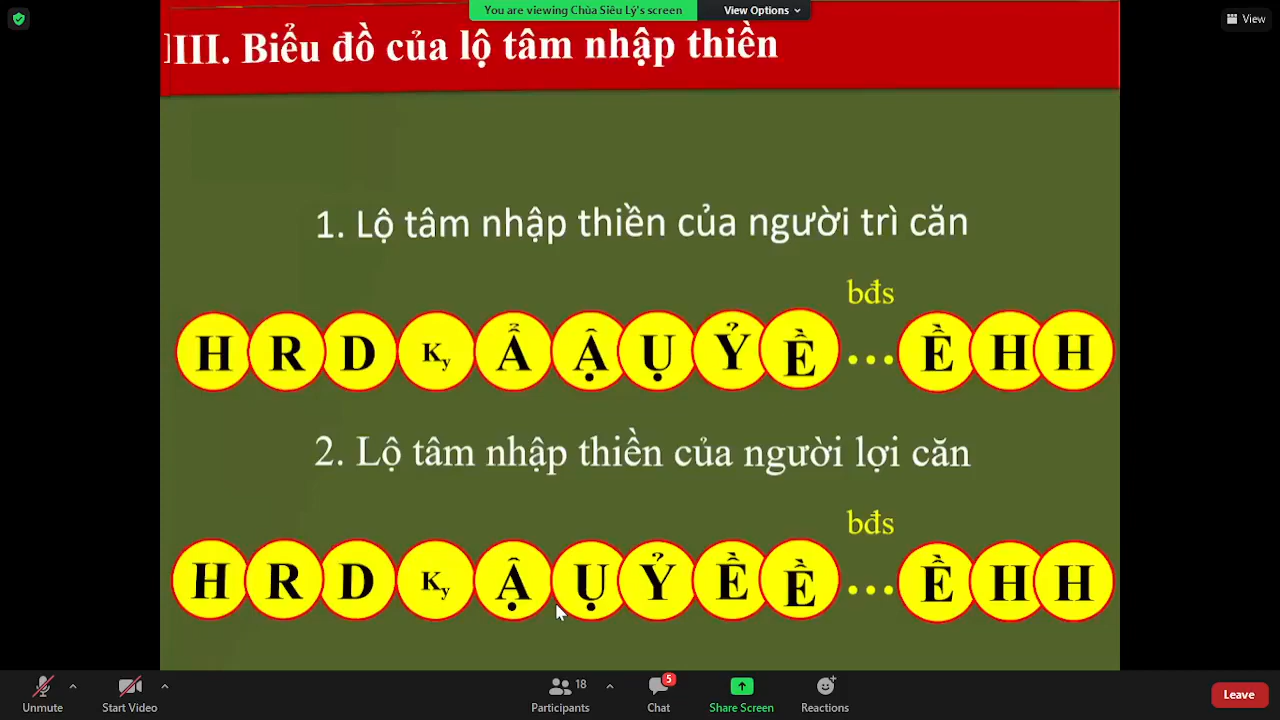 You are viewing Chùa Siêu Lý's screen
View Options
View
III. Biểu đồ của lộ tâm nhập thiền
1. Lộ tâm nhập thiền của người trì căn
bđs
H R D Ky Ẩ Ậ Ụ Ỷ Ề ... Ề H H
2. Lộ tâm nhập thiền của người lợi căn
bđs
H R D Ky Ậ Ụ Ỷ Ề Ề ... Ề H H
Unmute
Start Video
18
Participants
5
Chat
Share Screen
Reactions
Leave